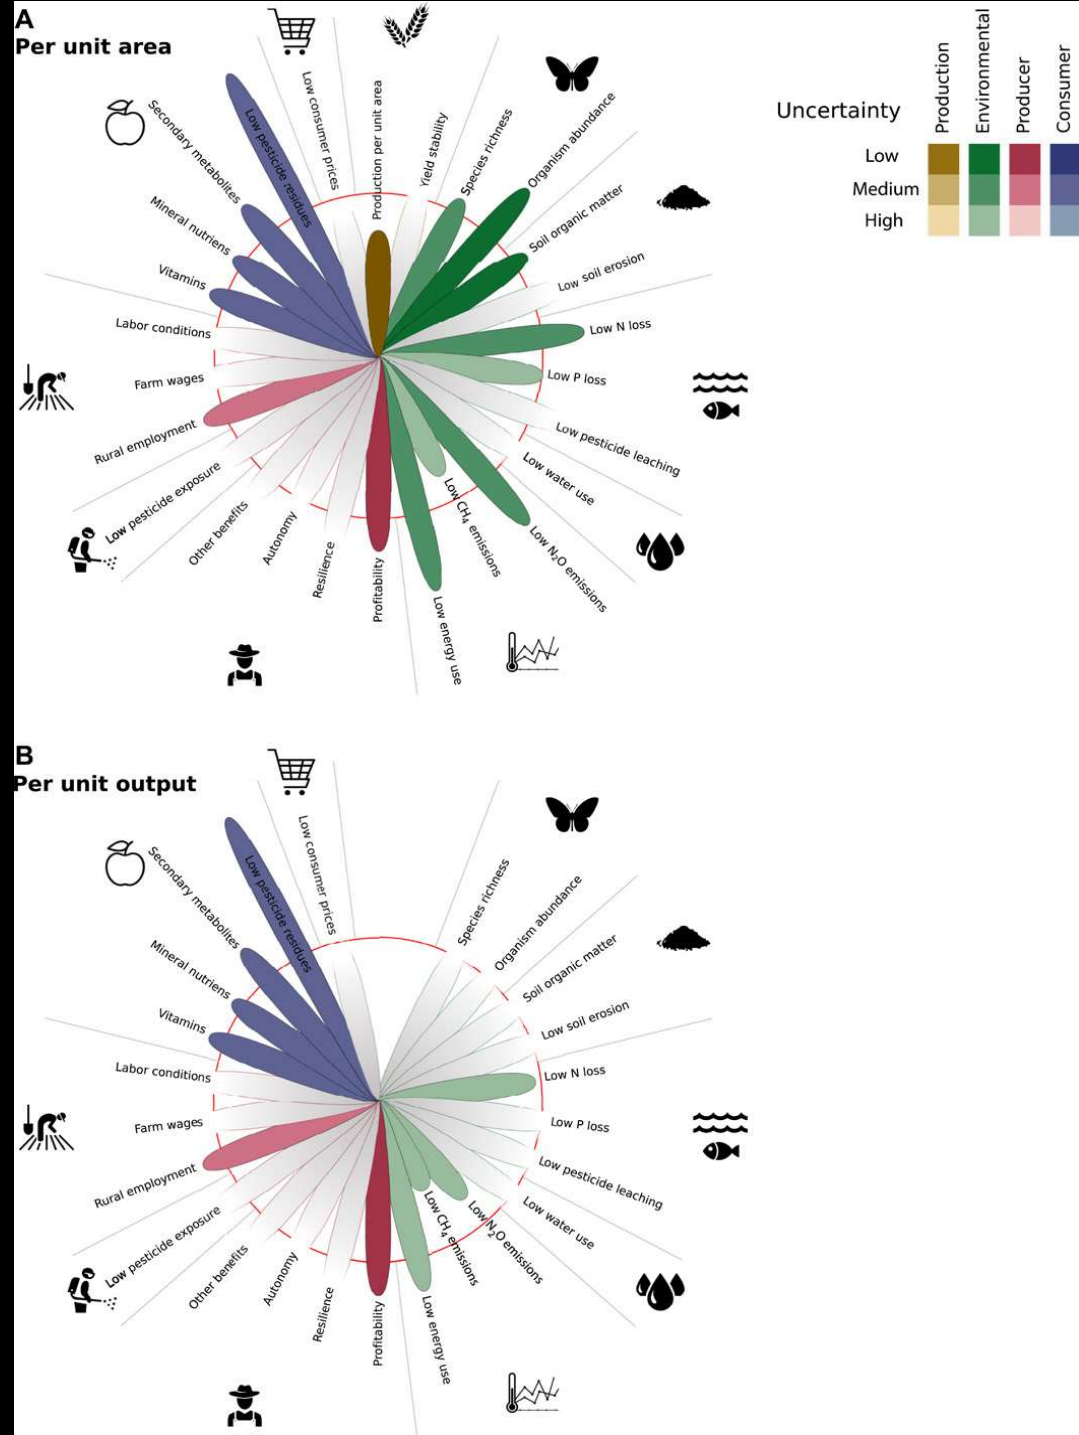 A
Per unit area
Uncertainty
Production
Environmental
Producer
Consumer
Low
Medium
High
Low consumer prices
Production per unit area
Yield stability
Species richness
Organism abundance
Soil organic matter
Low soil erosion
Low N loss
Low P loss
Low pesticide leaching
Low water use
Low N₂O emissions
Low CH₄ emissions
Low energy use
Profitability
Resilience
Autonomy
Other benefits
Low pesticide exposure
Rural employment
Farm wages
Labor conditions
Vitamins
Mineral nutriens
Secondary metabolites
Low pesticide residues
B
Per unit output
Low consumer prices
Species richness
Organism abundance
Soil organic matter
Low soil erosion
Low N loss
Low P loss
Low pesticide leaching
Low water use
Low N₂O emissions
Low CH₄ emissions
Low energy use
Profitability
Resilience
Autonomy
Other benefits
Low pesticide exposure
Rural employment
Farm wages
Labor conditions
Vitamins
Mineral nutriens
Secondary metabolites
Low pesticide residues